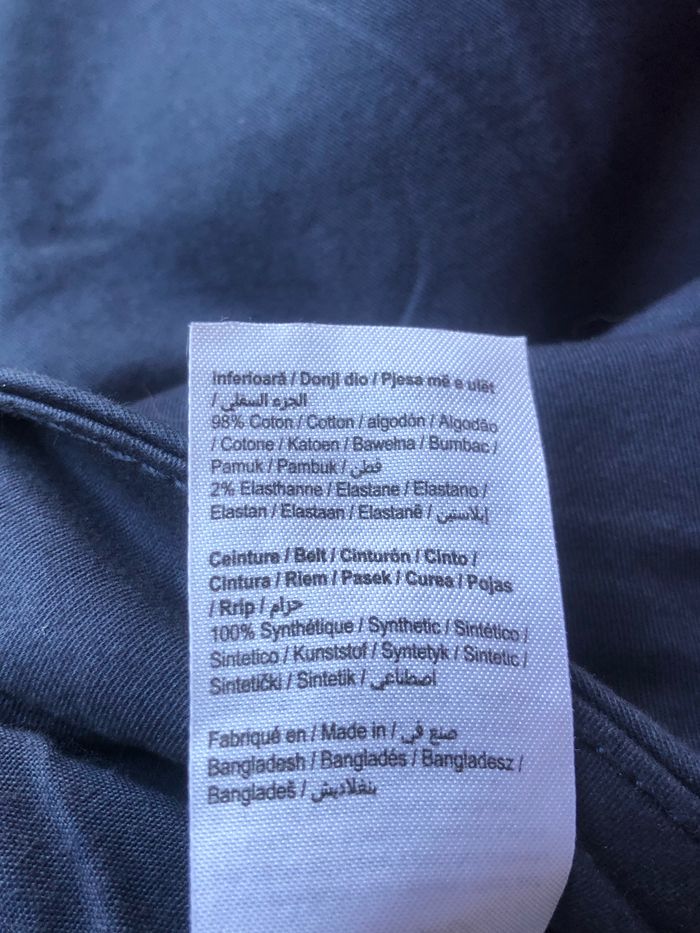 Inferioară / Donji dio / Pjesa më e ulët
/ الجزء السفلي
98% Coton / Cotton / algodón / Algodão
/ Cotone / Katoen / Bawełna / Bumbac /
Pamuk / Pambuk / قطن
2% Elasthanne / Elastane / Elastano /
Elastan / Elastaan / Elastanë / إيلاستين
Ceinture / Belt / Cinturón / Cinto /
Cintura / Riem / Pasek / Curea / Pojas
/ Rrip / حزام
100% Synthétique / Synthetic / Sintético /
Sintetico / Kunststof / Syntetyk / Sintetic /
Sintetički / Sintetik / اصطناعي
Fabriqué en / Made in / صنع في
Bangladesh / Bangladés / Bangladesz /
Bangladeš / بنغلاديش